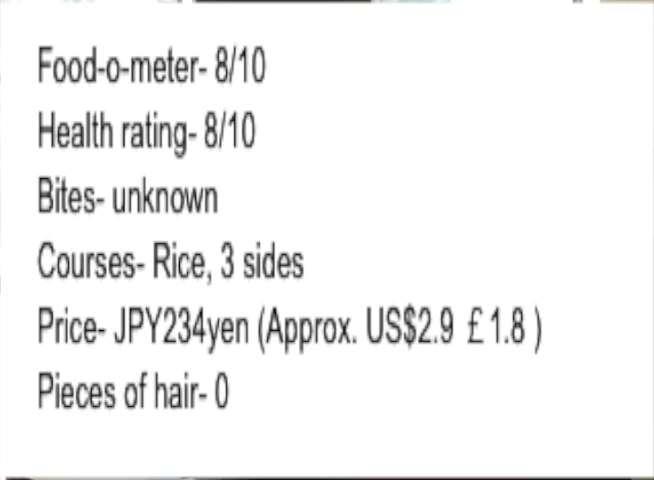 Food-o-meter- 8/10
Health rating- 8/10
Bites- unknown
Courses- Rice, 3 sides
Price- JPY234yen (Approx. US$2.9 £1.8 )
Pieces of hair- 0